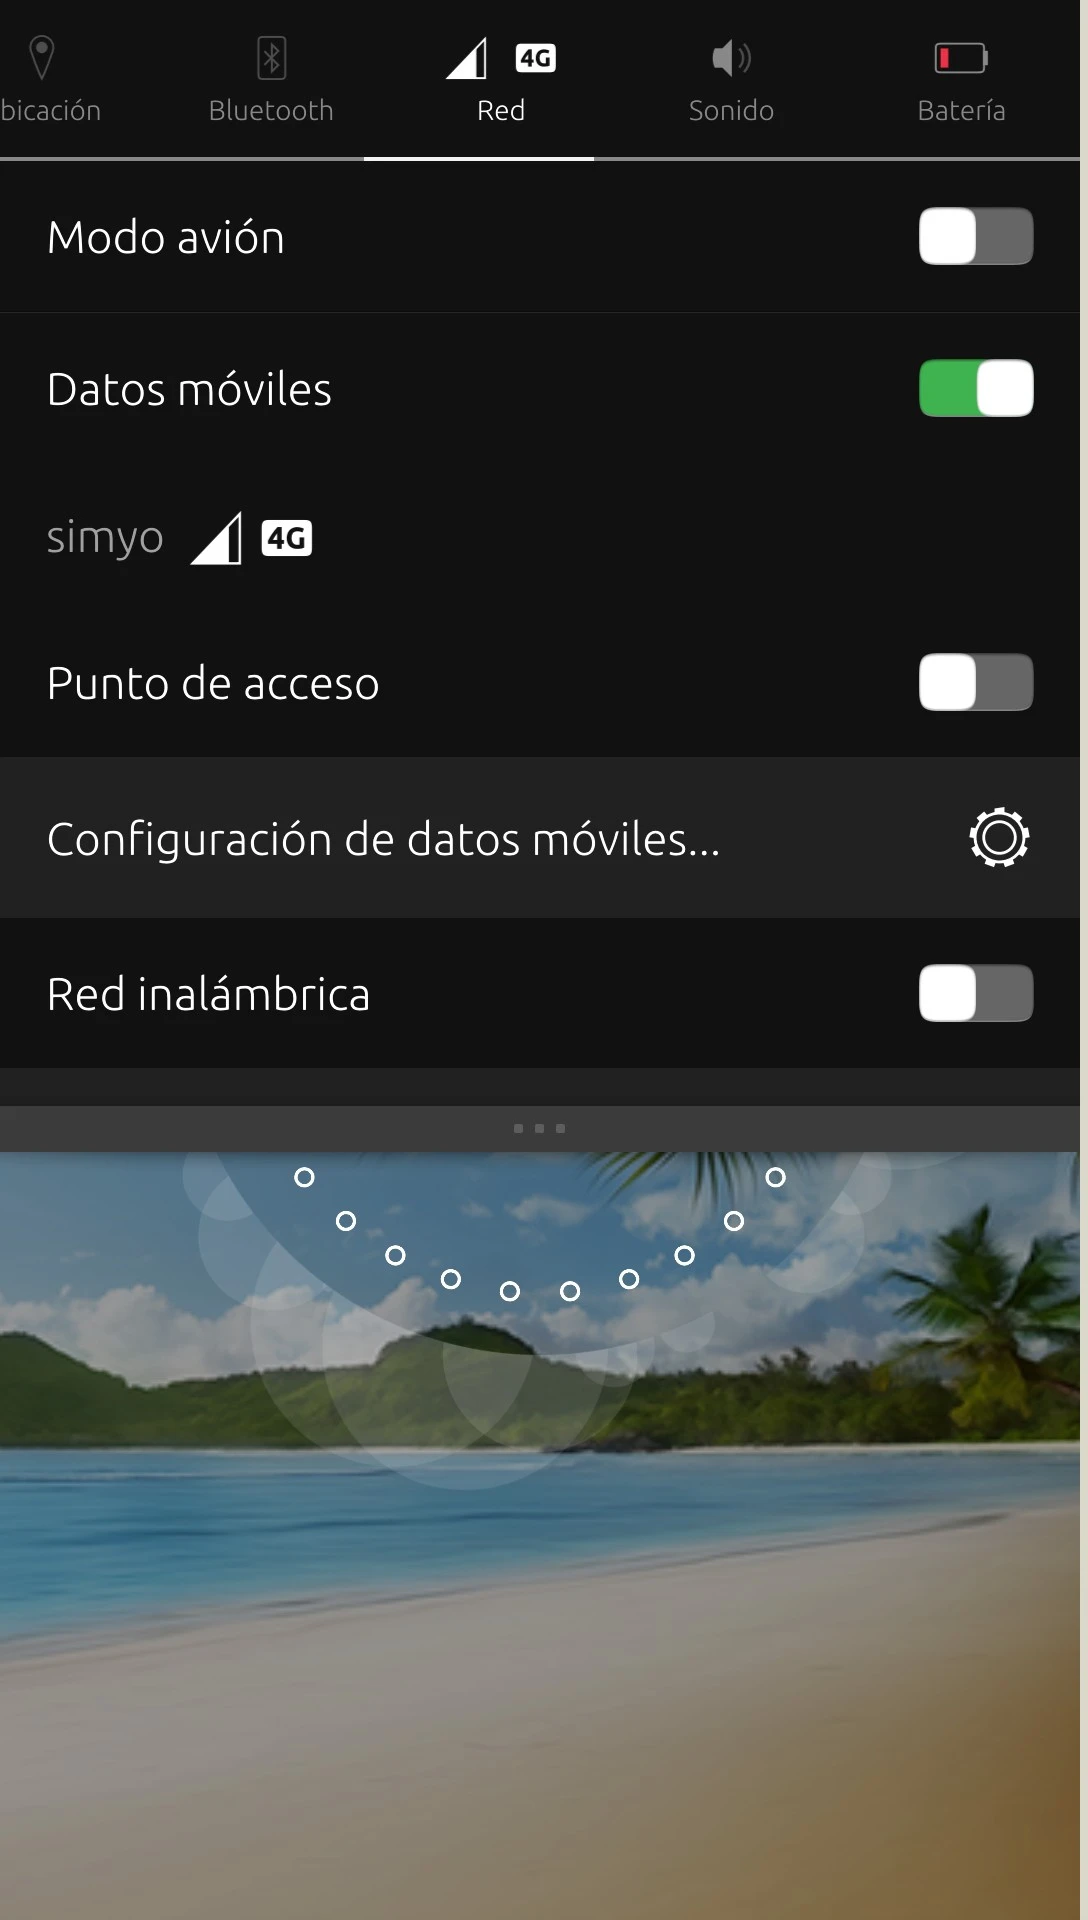 4G
bicación Bluetooth Red Sonido Batería
Modo avión
Datos móviles
simyo 4G
Punto de acceso
Configuración de datos móviles...
Red inalámbrica